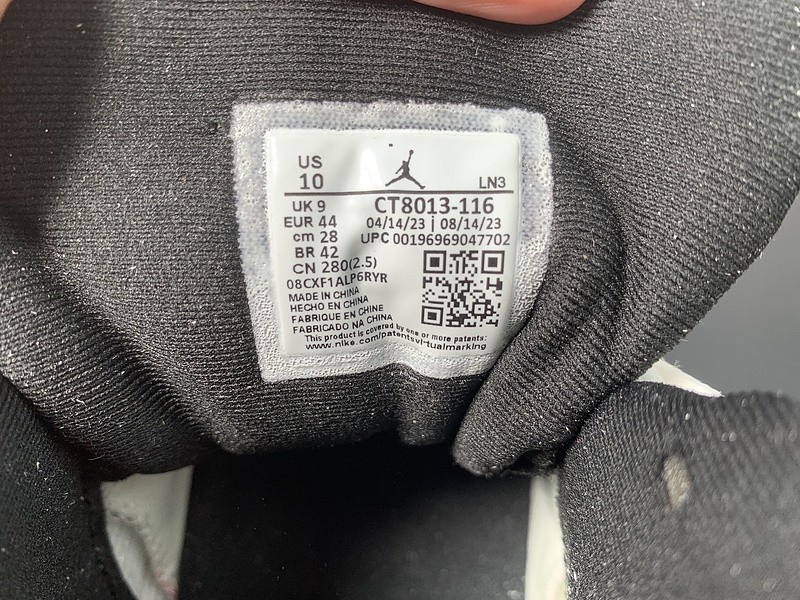 US
10
LN3
UK 9 CT8013-116
EUR 44 04/14/23 | 08/14/23
cm 28 UPC 00196969047702
BR 42
CN 280(2.5)
08CXF1ALP6RYR
MADE IN CHINA
HECHO EN CHINA
FABRIQUE EN CHINE
FABRICADO NA CHINA
This product is covered by one or more patents:
www.nike.com/patentsvi-tualmarking